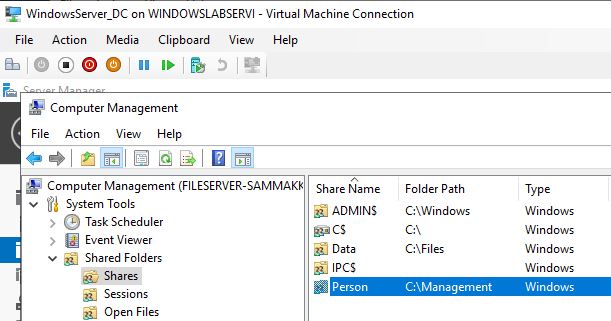 WindowsServer_DC on WINDOWSLABSERVI - Virtual Machine Connection
File Action Media Clipboard View Help
Server Manager
Computer Management
File Action View Help
Computer Management (FILESERVER-SAMMAKK
System Tools
Task Scheduler
Event Viewer
Shared Folders
Shares
Sessions
Open Files
Share Name Folder Path Type
ADMIN$ C:\Windows Windows
C$ C:\ Windows
Data C:\Files Windows
IPC$ Windows
Person C:\Management Windows